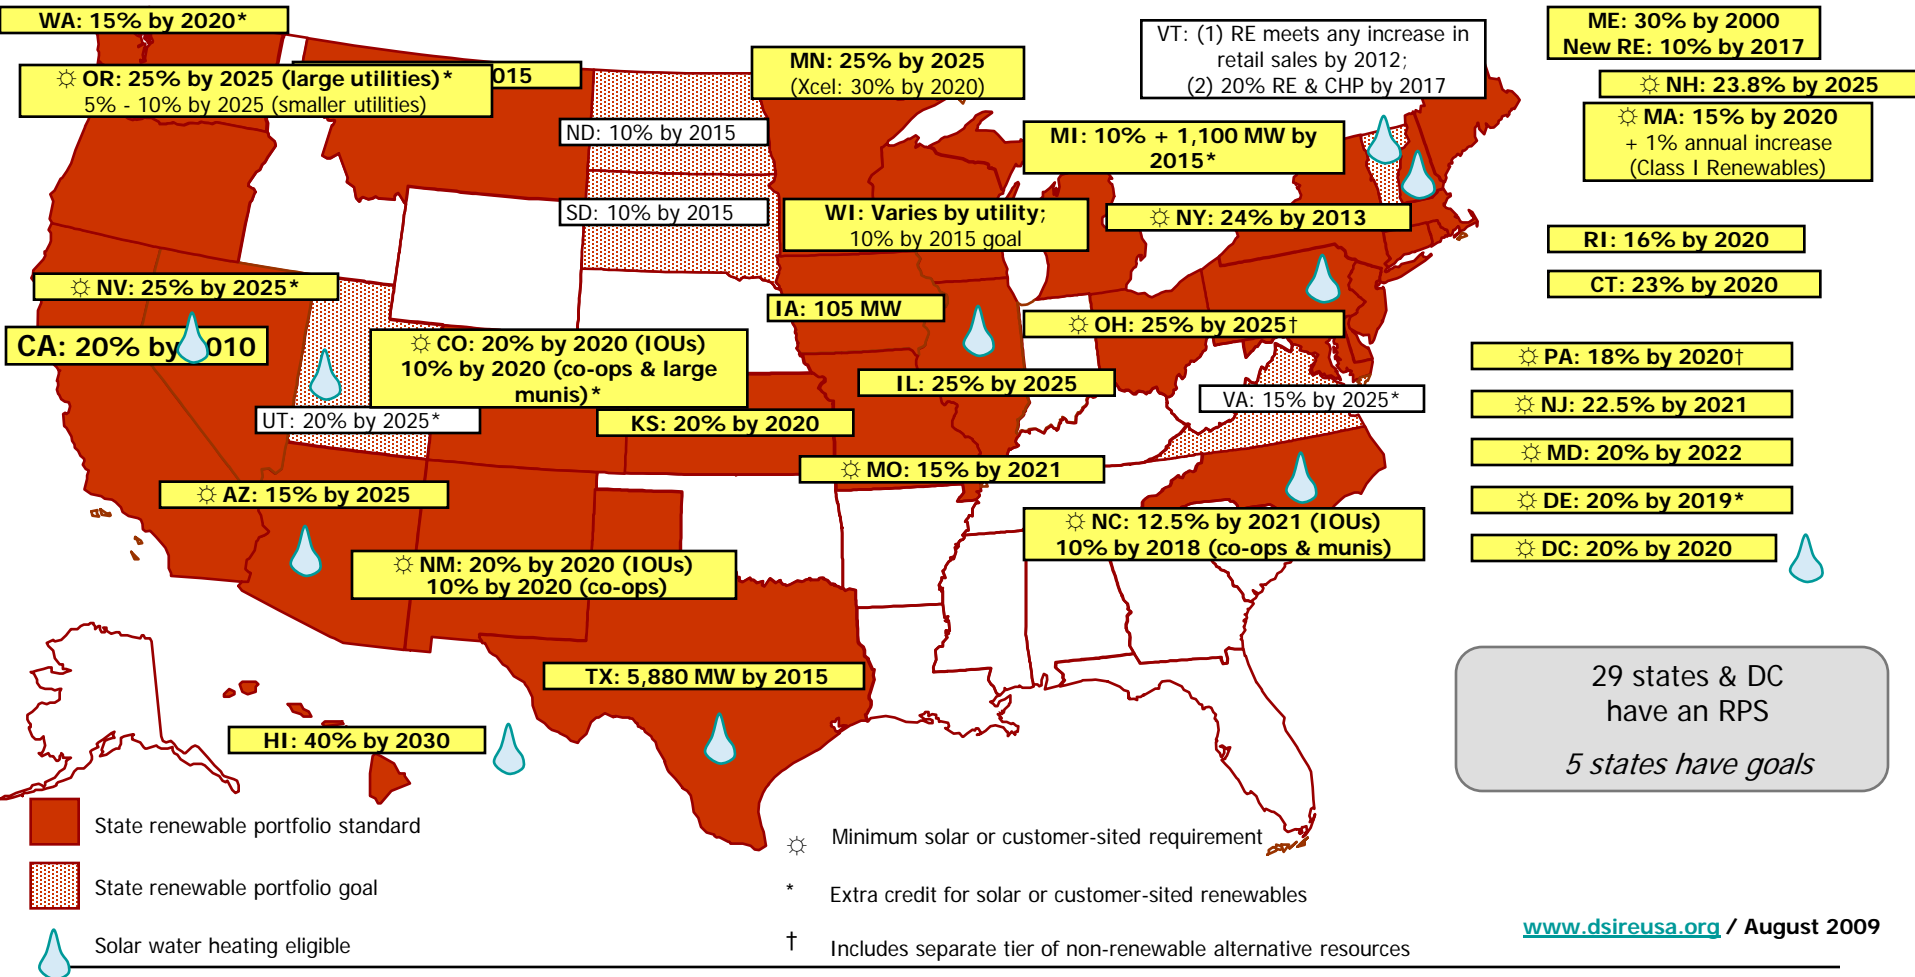 WA: 15% by 2020*
☼ OR: 25% by 2025 (large utilities)*
5% - 10% by 2025 (smaller utilities)
015
MN: 25% by 2025
(Xcel: 30% by 2020)
VT: (1) RE meets any increase in
retail sales by 2012;
(2) 20% RE & CHP by 2017
ME: 30% by 2000
New RE: 10% by 2017
☼ NH: 23.8% by 2025
☼ MA: 15% by 2020
+ 1% annual increase
(Class I Renewables)
ND: 10% by 2015
MI: 10% + 1,100 MW by
2015*
SD: 10% by 2015
WI: Varies by utility;
10% by 2015 goal
☼ NY: 24% by 2013
RI: 16% by 2020
☼ NV: 25% by 2025*
CT: 23% by 2020
IA: 105 MW
☼ OH: 25% by 2025†
CA: 20% by 010
☼ CO: 20% by 2020 (IOUs)
10% by 2020 (co-ops & large
munis)*
☼ PA: 18% by 2020†
IL: 25% by 2025
VA: 15% by 2025*
☼ NJ: 22.5% by 2021
UT: 20% by 2025*
KS: 20% by 2020
☼ MD: 20% by 2022
☼ MO: 15% by 2021
☼ AZ: 15% by 2025
☼ DE: 20% by 2019*
☼ NC: 12.5% by 2021 (IOUs)
10% by 2018 (co-ops & munis)
☼ DC: 20% by 2020
☼ NM: 20% by 2020 (IOUs)
10% by 2020 (co-ops)
TX: 5,880 MW by 2015
29 states & DC
have an RPS
5 states have goals
HI: 40% by 2030
State renewable portfolio standard
State renewable portfolio goal
Solar water heating eligible
☼ Minimum solar or customer-sited requirement
* Extra credit for solar or customer-sited renewables
† Includes separate tier of non-renewable alternative resources
www.dsireusa.org / August 2009